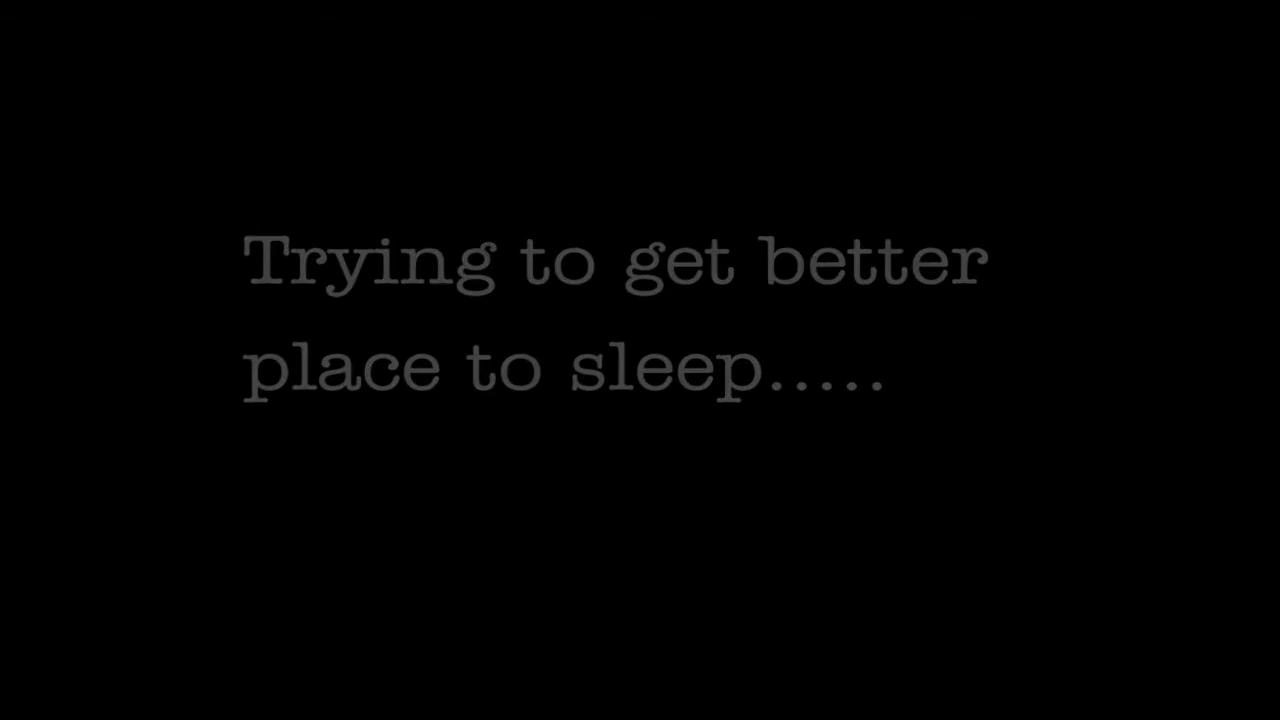 Trying to get better
place to sleep.....